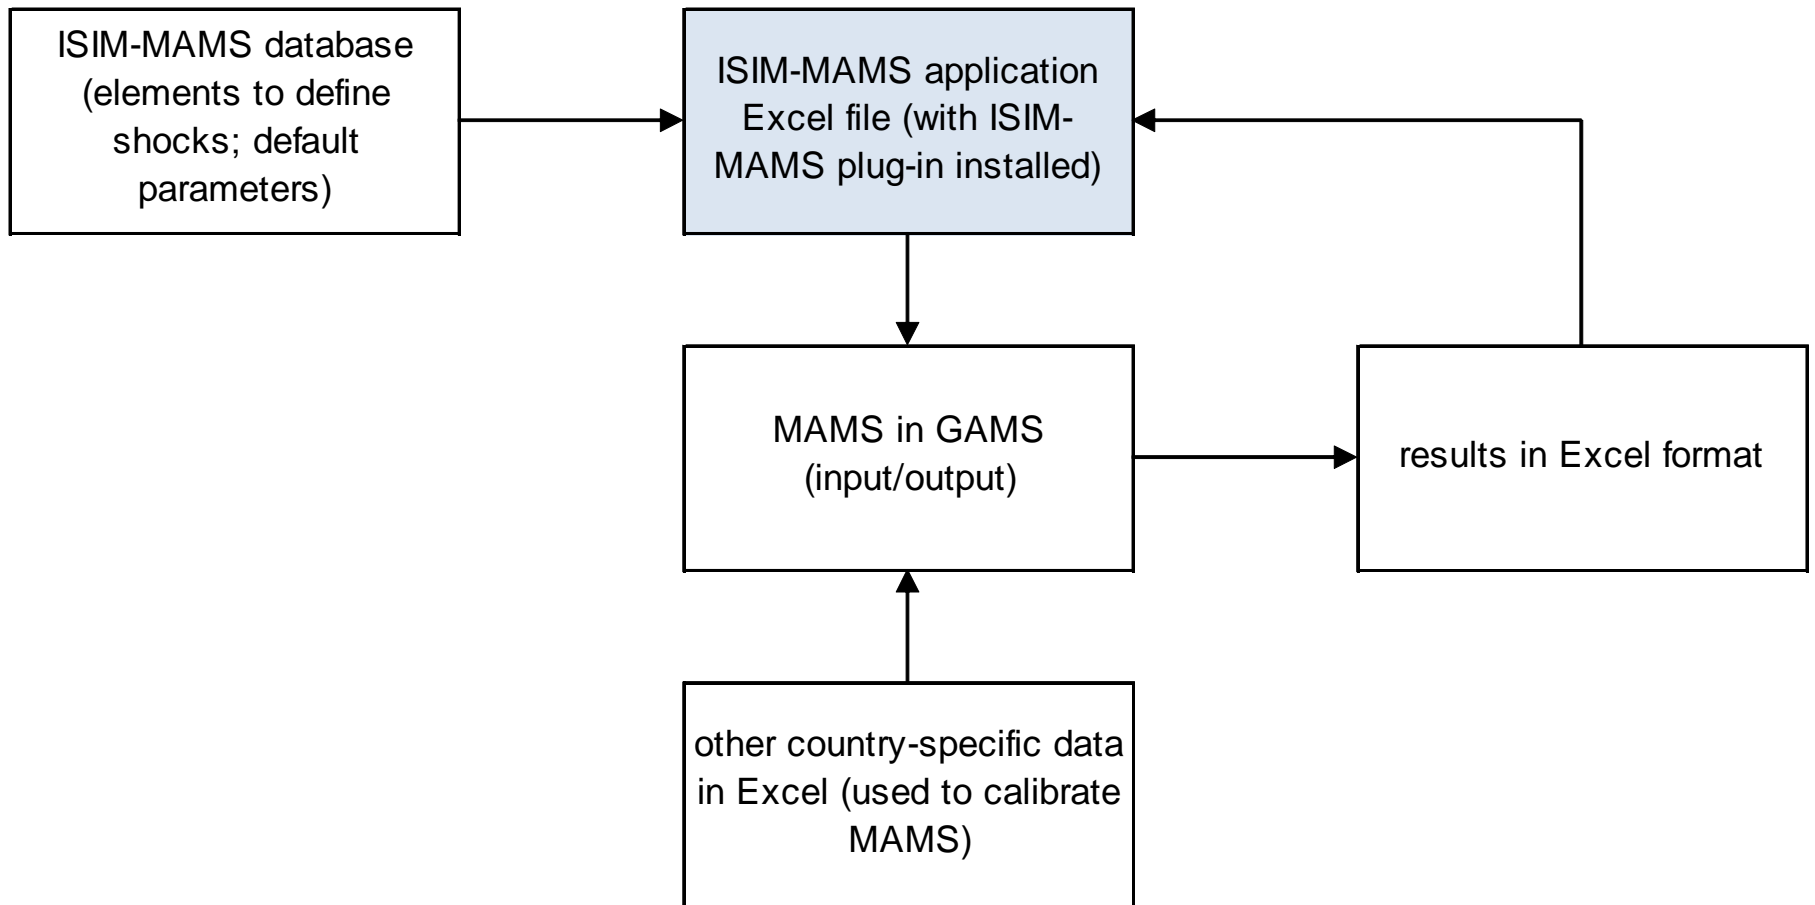 ISIM-MAMS database
(elements to define
shocks; default
parameters)
ISIM-MAMS application
Excel file (with ISIM-
MAMS plug-in installed)
MAMS in GAMS
(input/output)
results in Excel format
other country-specific data
in Excel (used to calibrate
MAMS)